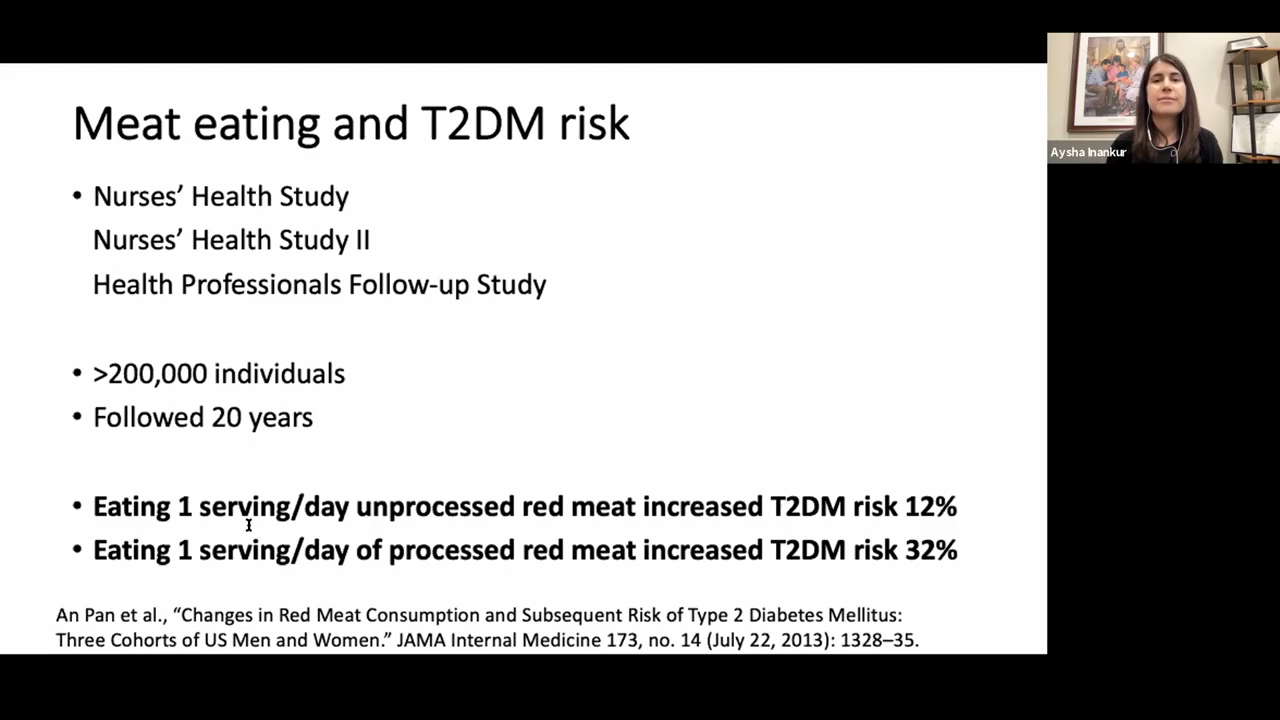 Meat eating and T2DM risk
• Nurses’ Health Study
Nurses’ Health Study II
Health Professionals Follow-up Study
• >200,000 individuals
• Followed 20 years
• Eating 1 serving/day unprocessed red meat increased T2DM risk 12%
• Eating 1 serving/day of processed red meat increased T2DM risk 32%
An Pan et al., “Changes in Red Meat Consumption and Subsequent Risk of Type 2 Diabetes Mellitus:
Three Cohorts of US Men and Women.” JAMA Internal Medicine 173, no. 14 (July 22, 2013): 1328–35.
Aysha Inankur